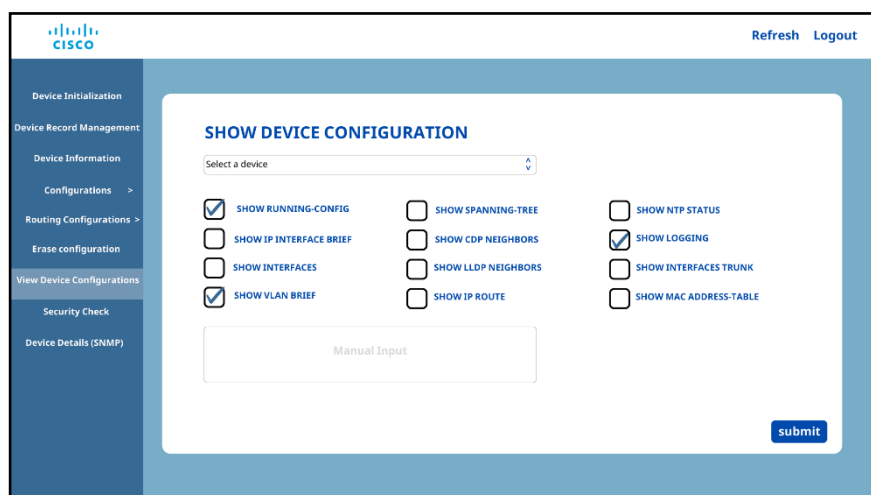 CISCO
Refresh Logout
Device Initialization
Device Record Management
Device Information
Configurations >
Routing Configurations >
Erase configuration
View Device Configurations
Security Check
Device Details (SNMP)
SHOW DEVICE CONFIGURATION
Select a device
SHOW RUNNING-CONFIG
SHOW SPANNING-TREE
SHOW NTP STATUS
SHOW IP INTERFACE BRIEF
SHOW CDP NEIGHBORS
SHOW LOGGING
SHOW INTERFACES
SHOW LLDP NEIGHBORS
SHOW INTERFACES TRUNK
SHOW VLAN BRIEF
SHOW IP ROUTE
SHOW MAC ADDRESS-TABLE
Manual Input
submit